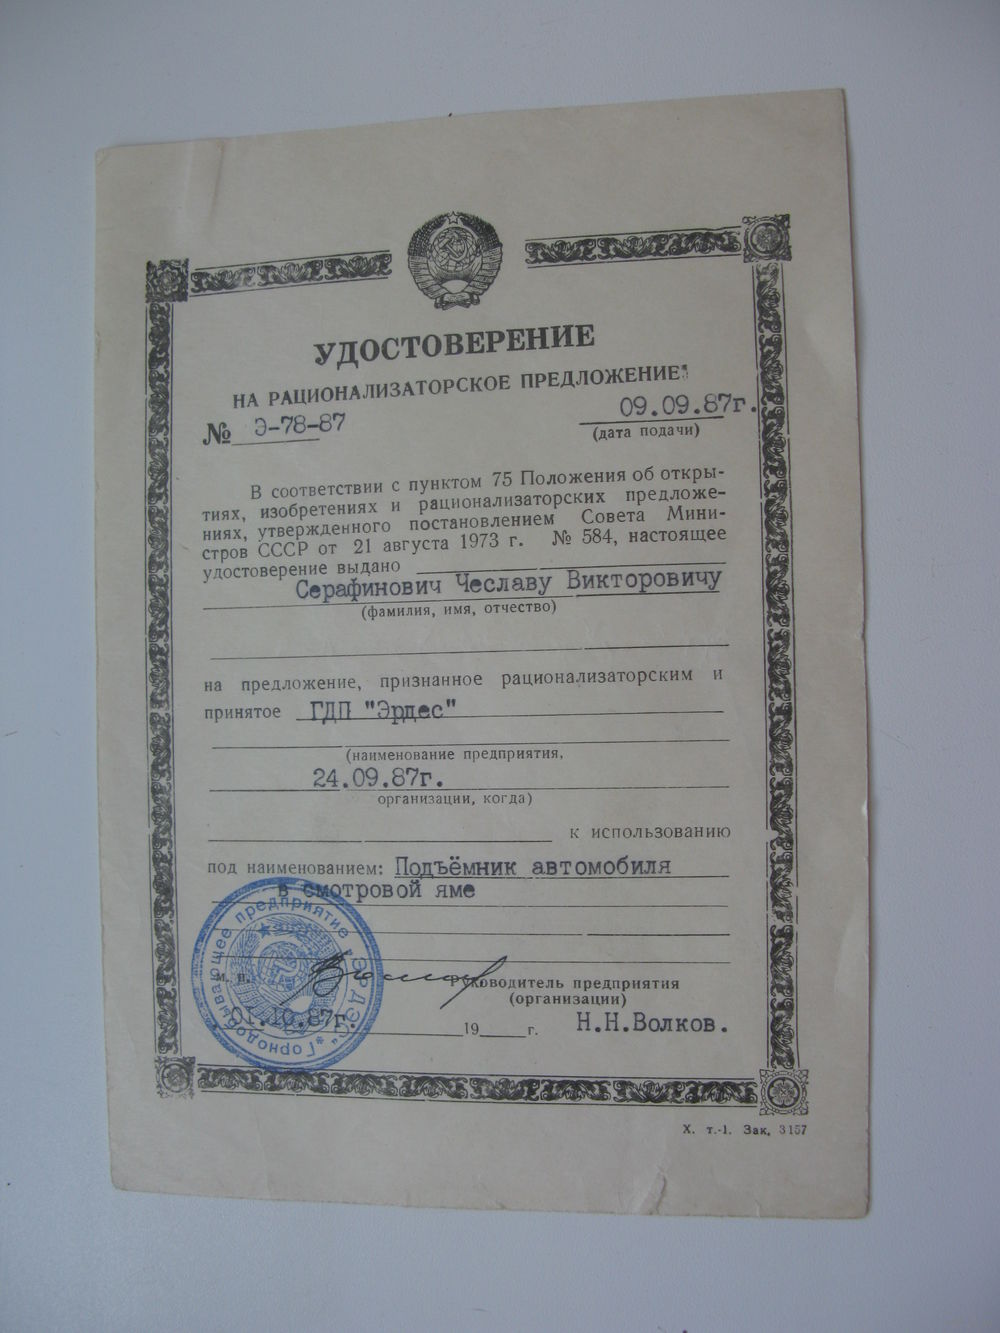 УДОСТОВЕРЕНИЕ
НА РАЦИОНАЛИЗАТОРСКОЕ ПРЕДЛОЖЕНИЕ
№ Э-78-87
09.09.87г.
(дата подачи)
В соответствии с пунктом 75 Положения об откры-
тиях, изобретениях и рационализаторских предложе-
ниях, утвержденного постановлением Совета Мини-
стров СССР от 21 августа 1973 г. № 584, настоящее
удостоверение выдано
Серафинович Чеславу Викторовичу
(фамилия, имя, отчество)
на предложение, признанное рационализаторским и
принятое ГДП "Эрдес"
(наименование предприятия,
24.09.87г.
организации, когда)
к использованию
под наименованием: Подъёмник автомобиля
в смотровой яме
Горнодобывающее предприятие "ЭРДЭС"
м. п.
Руководитель предприятия
(организации)
01.10.87г. 19 г. Н.Н.Волков.
Х. т.-1. Зак. 3157